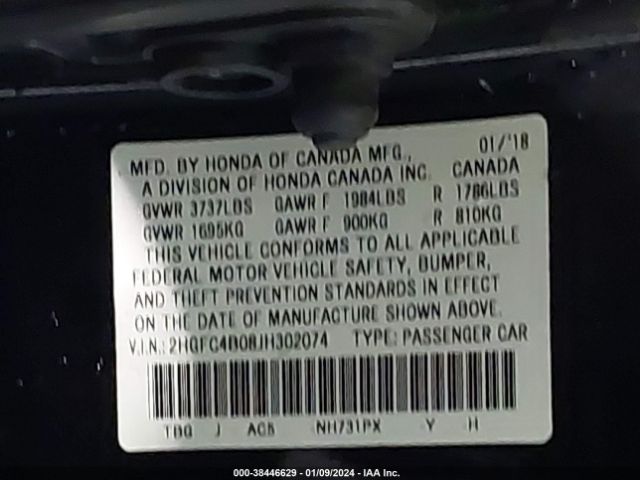 01/'18
MFD. BY HONDA OF CANADA MFG.,
A DIVISION OF HONDA CANADA INC. CANADA
GVWR 3737LBS GAWR F 1984LBS R 1786LBS
GVWR 1695KG GAWR F 900KG R 810KG
THIS VEHICLE CONFORMS TO ALL APPLICABLE
FEDERAL MOTOR VEHICLE SAFETY, BUMPER,
AND THEFT PREVENTION STANDARDS IN EFFECT
ON THE DATE OF MANUFACTURE SHOWN ABOVE.
V.I.N.: 2HGFC4B08JH302074 TYPE: PASSENGER CAR
TBG J AC5 NH731PX Y H
000-38446629 - 01/09/2024 - IAA Inc.